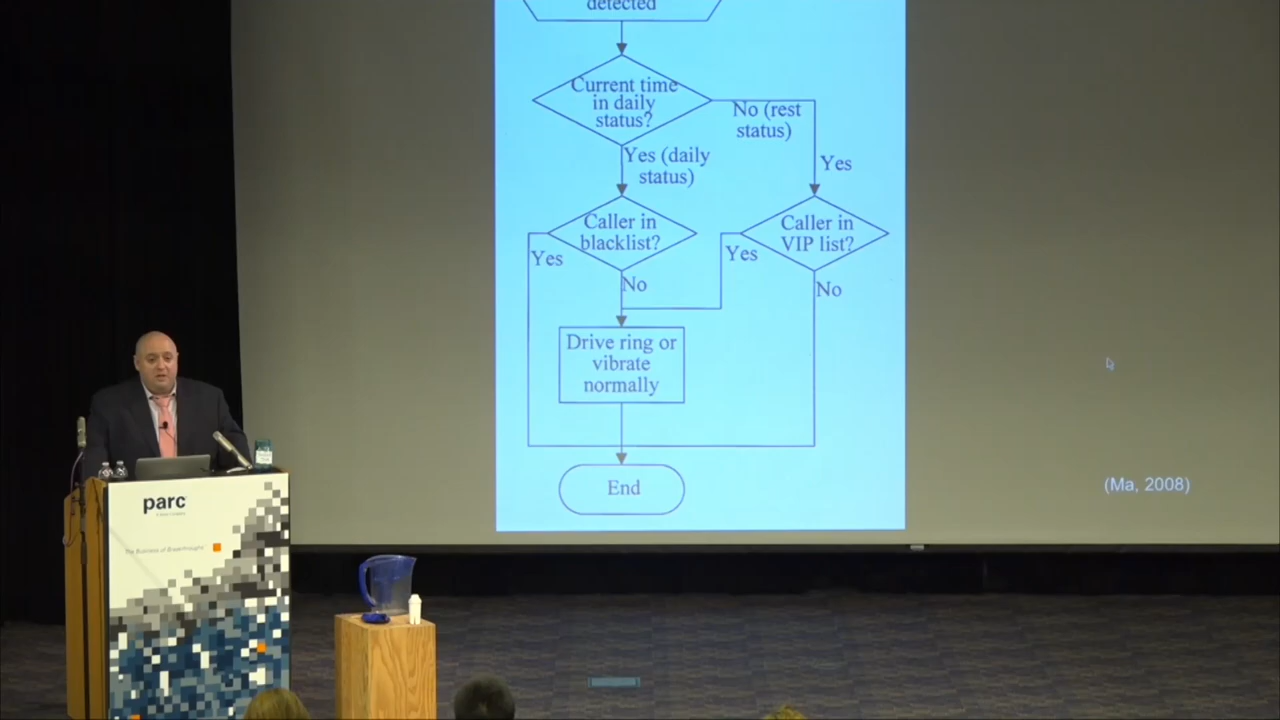 detected
Current time
in daily
status?
No (rest
status)
Yes (daily
status)
Yes
Caller in
blacklist?
Caller in
VIP list?
Yes
Yes
No
No
Drive ring or
vibrate
normally
End
(Ma, 2008)
parc
The Business of Breakthroughs